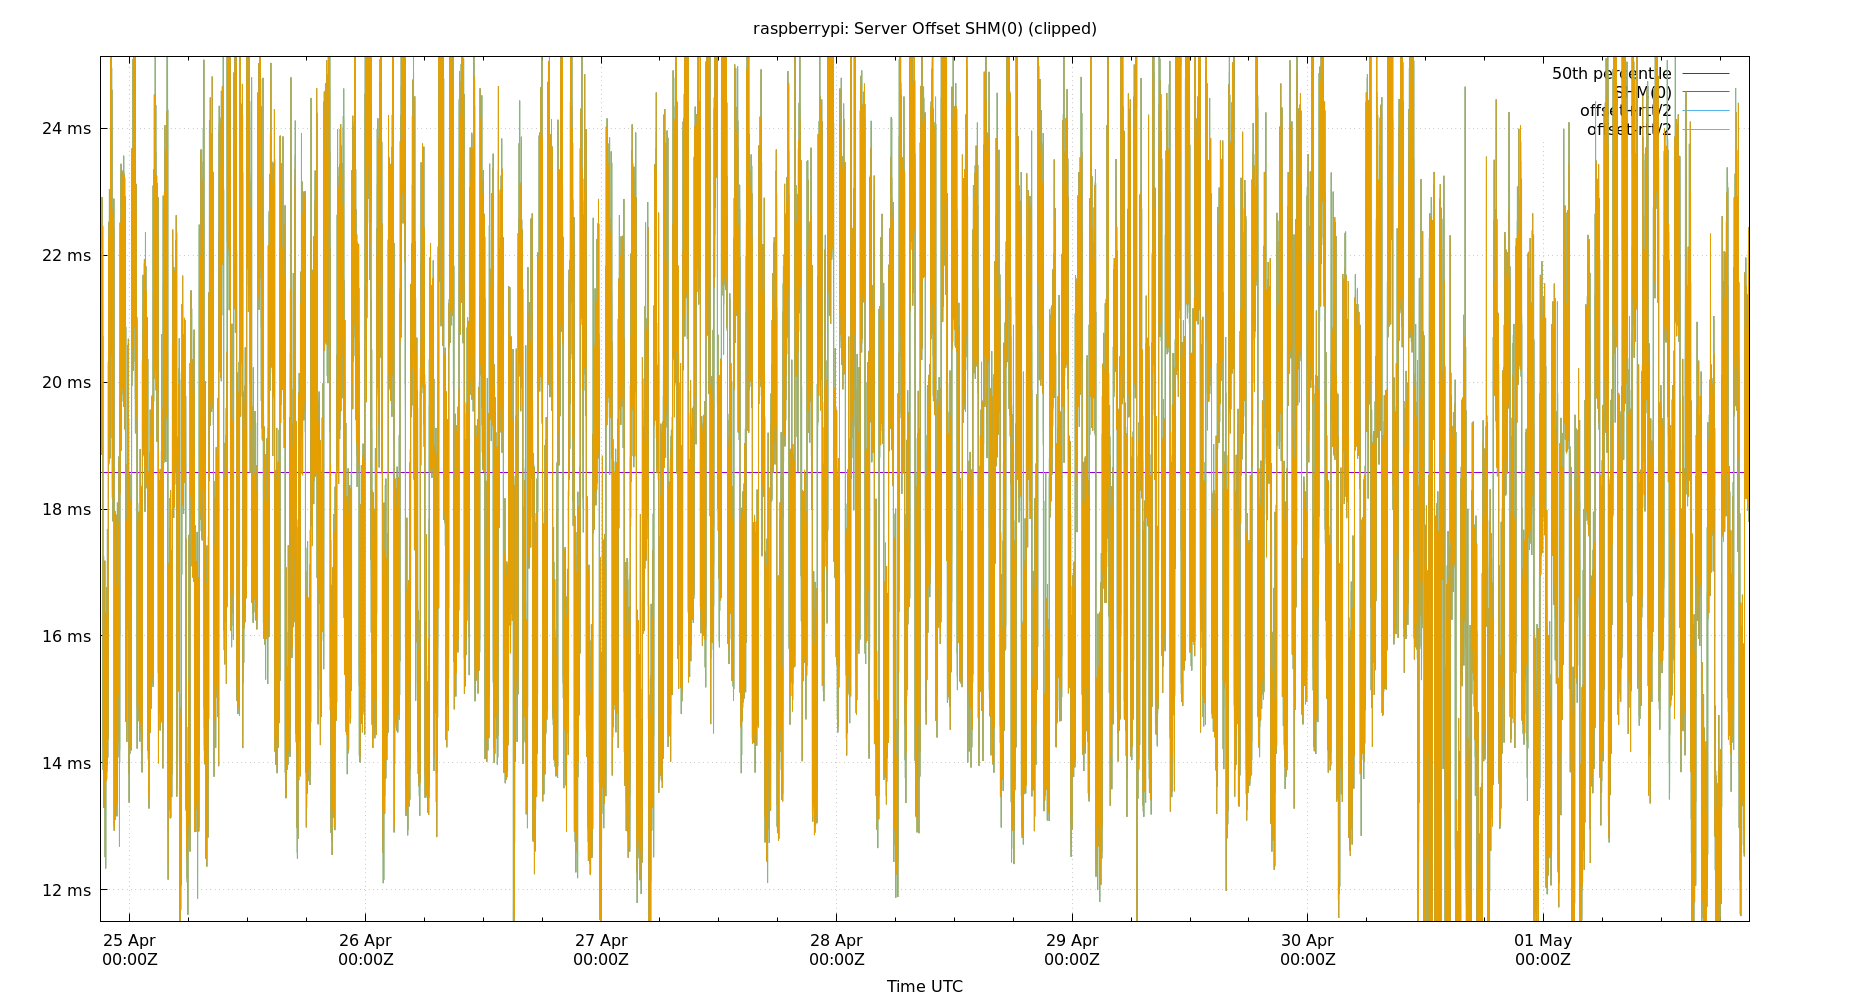 raspberrypi: Server Offset SHM(0) (clipped)
50th percentile
SHM(0)
offset+rtt/2
offset-rtt/2
24 ms
22 ms
20 ms
18 ms
16 ms
14 ms
12 ms
25 Apr 26 Apr 27 Apr 28 Apr 29 Apr 30 Apr 01 May
00:00Z 00:00Z 00:00Z 00:00Z 00:00Z 00:00Z 00:00Z
Time UTC